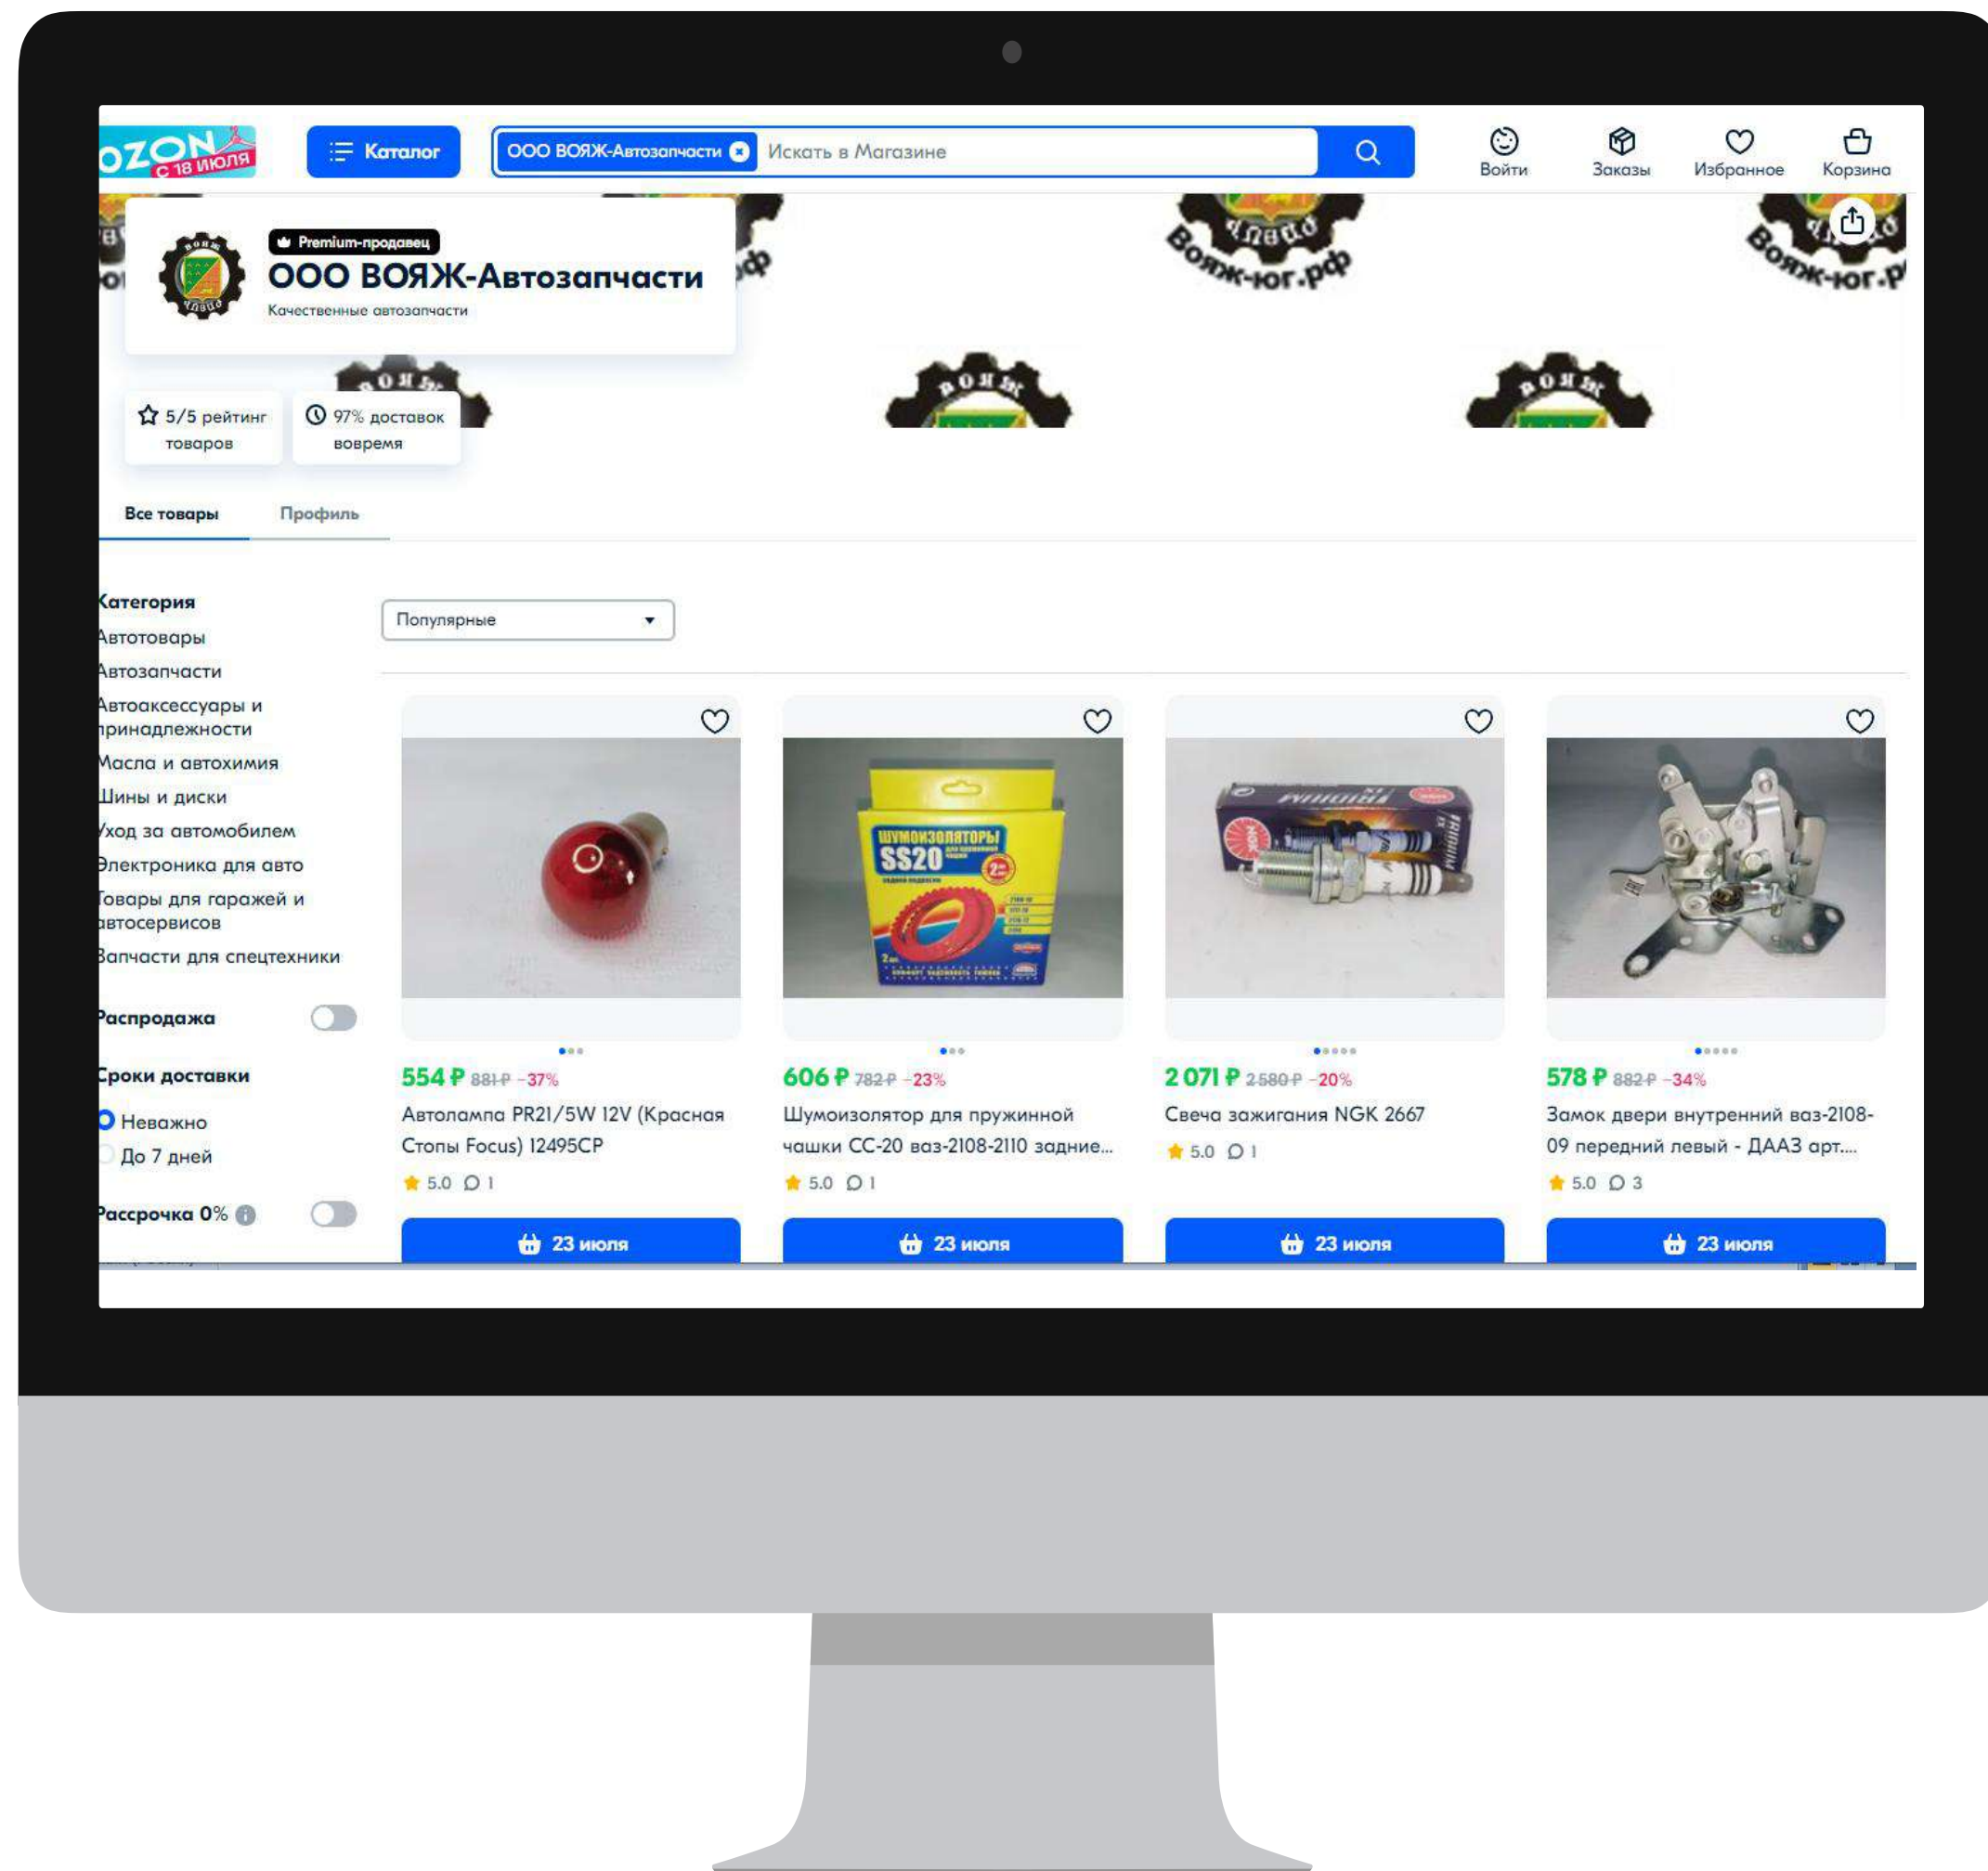 OZON
С 18 ИЮЛЯ
Каталог
ООО ВОЯЖ-Автозапчасти
Искать в Магазине
Войти
Заказы
Избранное
Корзина
Premium-продавец
ООО ВОЯЖ-Автозапчасти
Качественные автозапчасти
Вояж-юг.рф
ВОЯЖ
ВОЯЖ
5/5 рейтинг
товаров
97% доставок
вовремя
Все товары
Профиль
Категория
Автотовары
Автозапчасти
Автоаксессуары и
принадлежности
Масла и автохимия
Шины и диски
Уход за автомобилем
Электроника для авто
Товары для гаражей и
автосервисов
Запчасти для спецтехники
Распродажа
Сроки доставки
Неважно
До 7 дней
Рассрочка 0%
Популярные
ШУМОИЗОЛЯТОРЫ
SS20
2 шт.
IRIDIUM
NGK
554 ₽ 881 ₽ -37%
Автолампа PR21/5W 12V (Красная
Стопы Focus) 12495CP
5.0 1
23 июля
606 ₽ 782 ₽ -23%
Шумоизолятор для пружинной
чашки СС-20 ваз-2108-2110 задние...
5.0 1
23 июля
2 071 ₽ 2 580 ₽ -20%
Свеча зажигания NGK 2667
5.0 1
23 июля
578 ₽ 882 ₽ -34%
Замок двери внутренний ваз-2108-
09 передний левый - ДААЗ арт....
5.0 3
23 июля